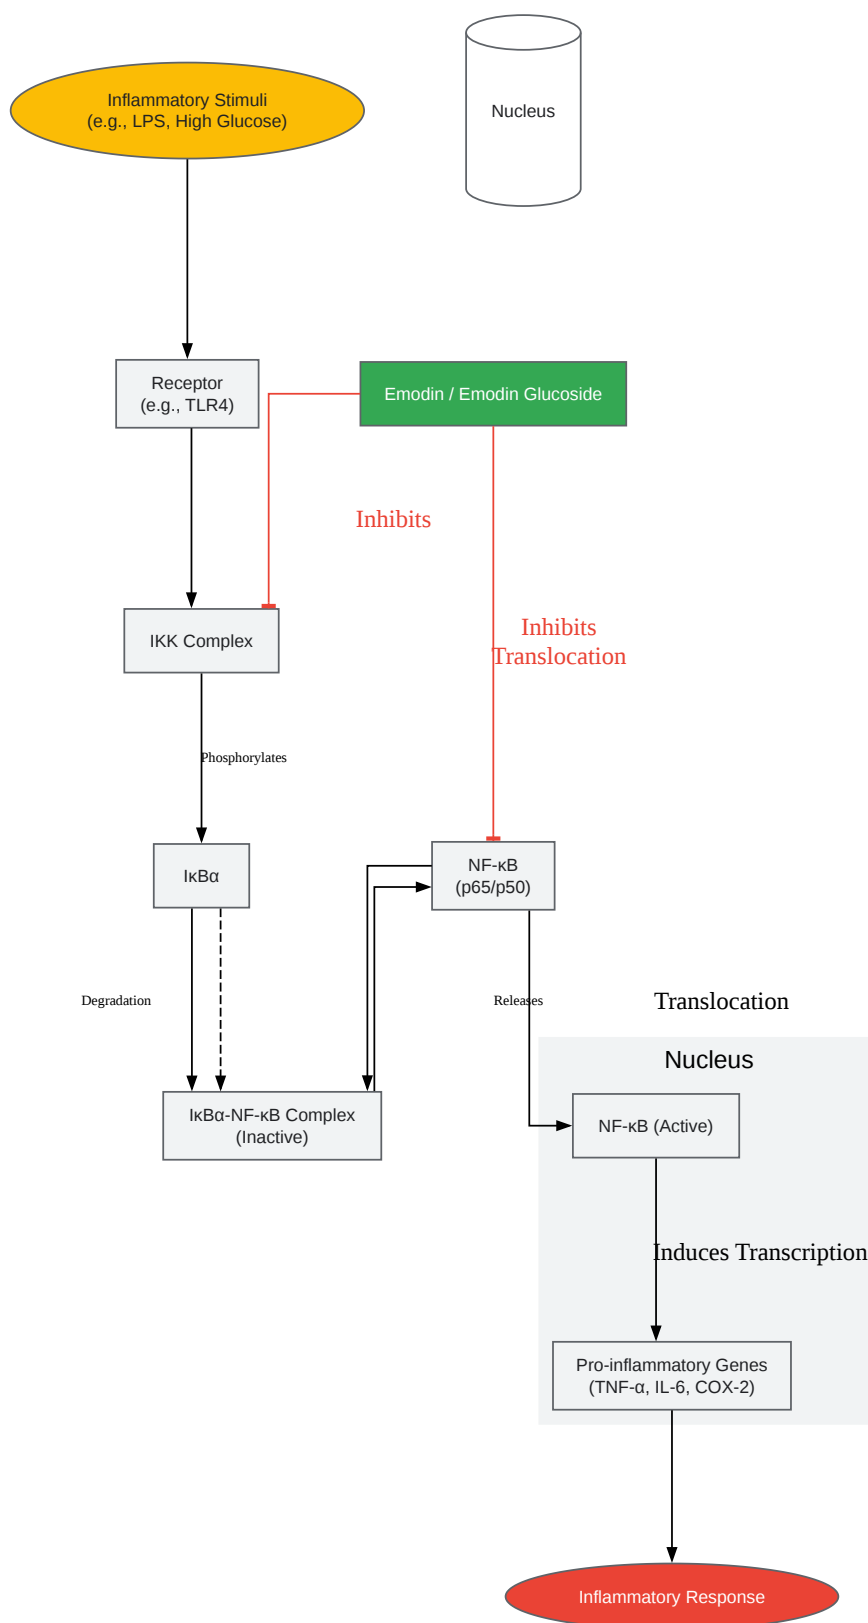 Inflammatory Stimuli
(e.g., LPS, High Glucose)
Nucleus
Receptor
(e.g., TLR4)
Emodin / Emodin Glucoside
Inhibits
Inhibits
Translocation
IKK Complex
Phosphorylates
IκBα
NF-κB
(p65/p50)
Degradation
Releases
Translocation
Nucleus
IκBα-NF-κB Complex
(Inactive)
NF-κB (Active)
Induces Transcription
Pro-inflammatory Genes
(TNF-α, IL-6, COX-2)
Inflammatory Response